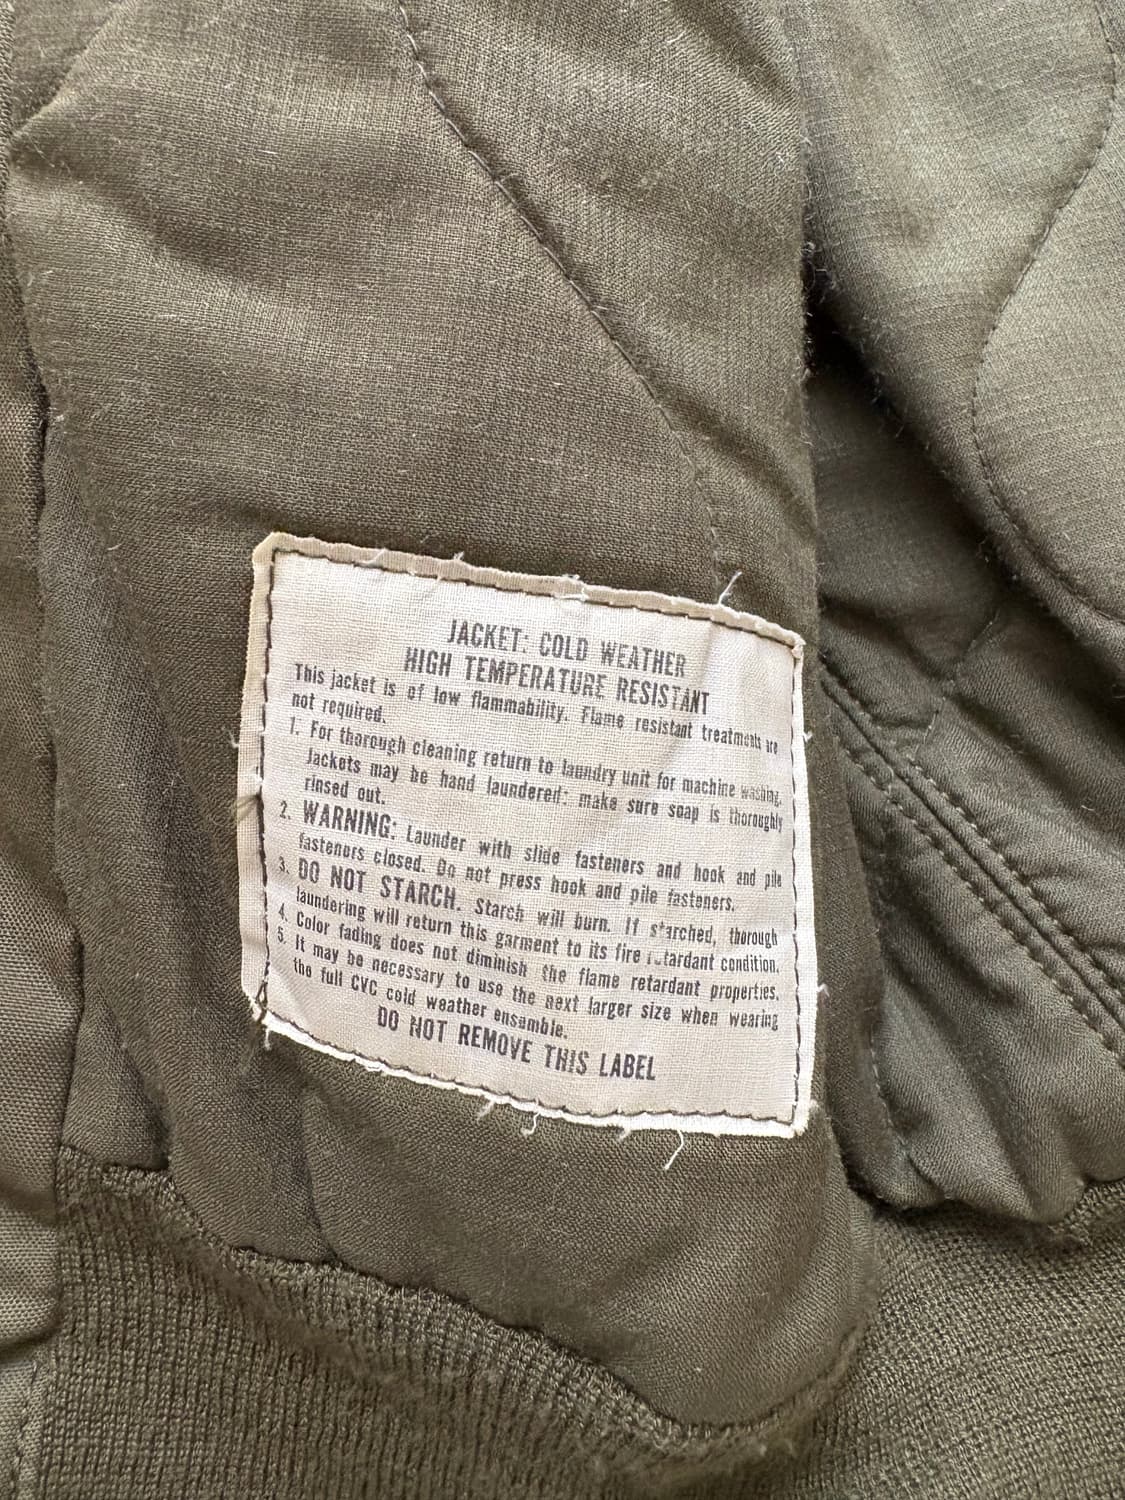 JACKET: COLD WEATHER
HIGH TEMPERATURE RESISTANT
This jacket is of low flammability. Flame resistant treatments are
not required.
1. For thorough cleaning return to laundry unit for machine washing.
Jackets may be hand laundered: make sure soap is thoroughly
rinsed out.
2. WARNING: Launder with slide fasteners and hook and pile
fasteners closed. Do not press hook and pile fasteners.
3. DO NOT STARCH. Starch will burn. If starched, thorough
laundering will return this garment to its fire retardant condition.
4. Color fading does not diminish the flame retardant properties.
5. It may be necessary to use the next larger size when wearing
the full CVC cold weather ensemble.
DO NOT REMOVE THIS LABEL